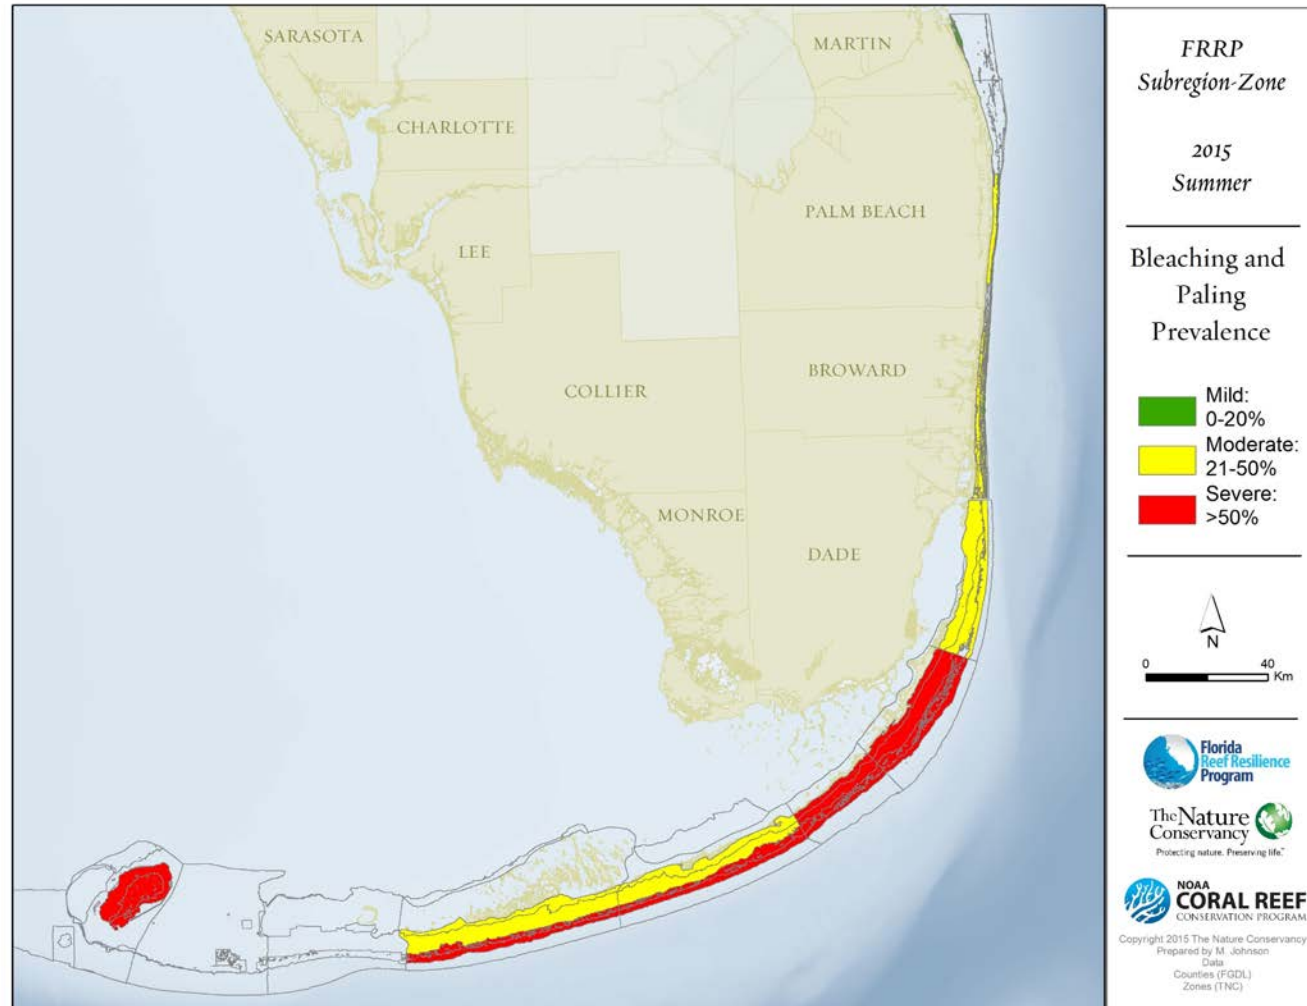 SARASOTA
MARTIN
CHARLOTTE
PALM BEACH
LEE
BROWARD
COLLIER
MONROE
DADE
FRRP
Subregion-Zone
2015
Summer
Bleaching and
Paling
Prevalence
Mild:
0-20%
Moderate:
21-50%
Severe:
>50%
N
0 40
Km
Florida
Reef Resilience
Program
The Nature
Conservancy
Protecting nature. Preserving life.™
NOAA
CORAL REEF
CONSERVATION PROGRAM
Copyright 2015 The Nature Conservancy
Prepared by M. Johnson
Data
Counties (FGDL)
Zones (TNC)